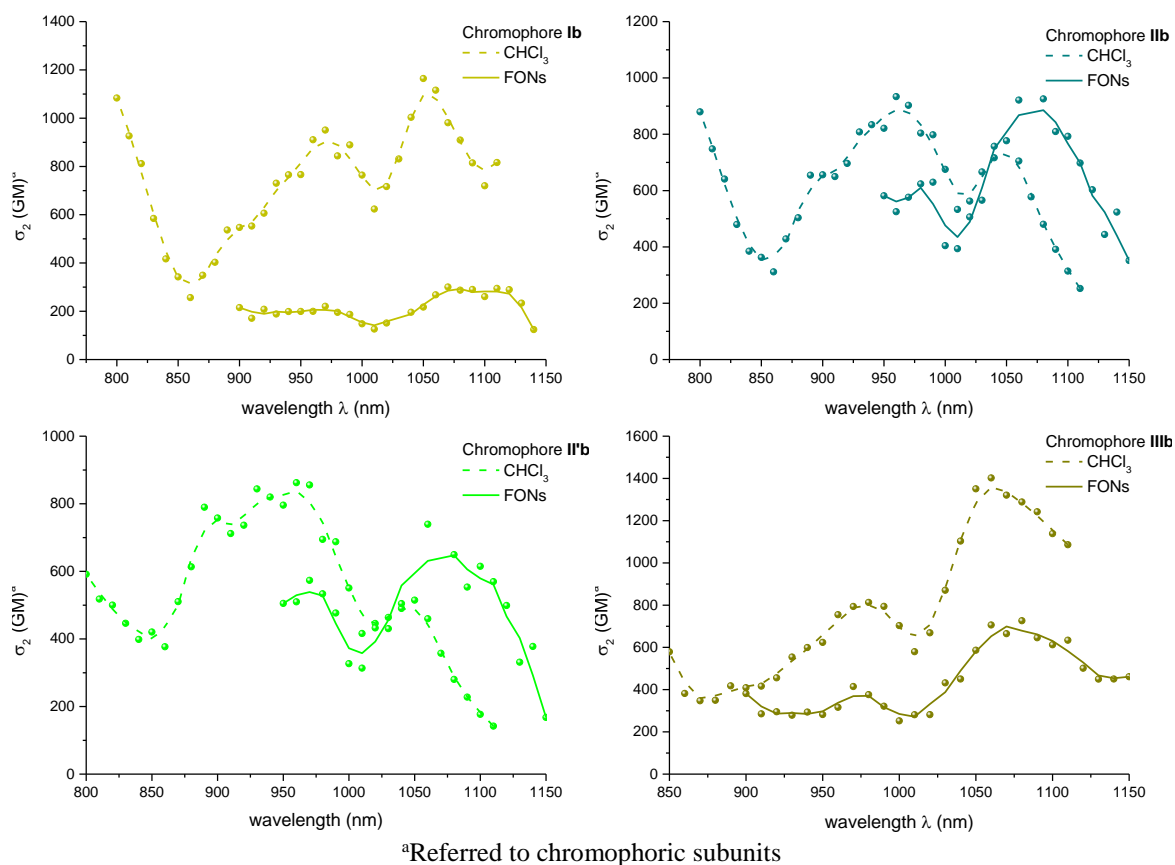 1400
1200
1000
800
600
400
200
0
σ₂ (GM)ᵃ
Chromophore Ib
CHCl₃
FONs
800 850 900 950 1000 1050 1100 1150
wavelength λ (nm)
1200
1000
800
600
400
200
0
σ₂ (GM)ᵃ
Chromophore IIb
CHCl₃
FONs
800 850 900 950 1000 1050 1100 1150
wavelength λ (nm)
1000
800
600
400
200
0
σ₂ (GM)ᵃ
Chromophore II'b
CHCl₃
FONs
800 850 900 950 1000 1050 1100 1150
wavelength (nm)
1600
1400
1200
1000
800
600
400
200
0
σ₂ (GM)ᵃ
Chromophore IIIb
CHCl₃
FONs
850 900 950 1000 1050 1100 1150
wavelength λ (nm)
ᵃReferred to chromophoric subunits